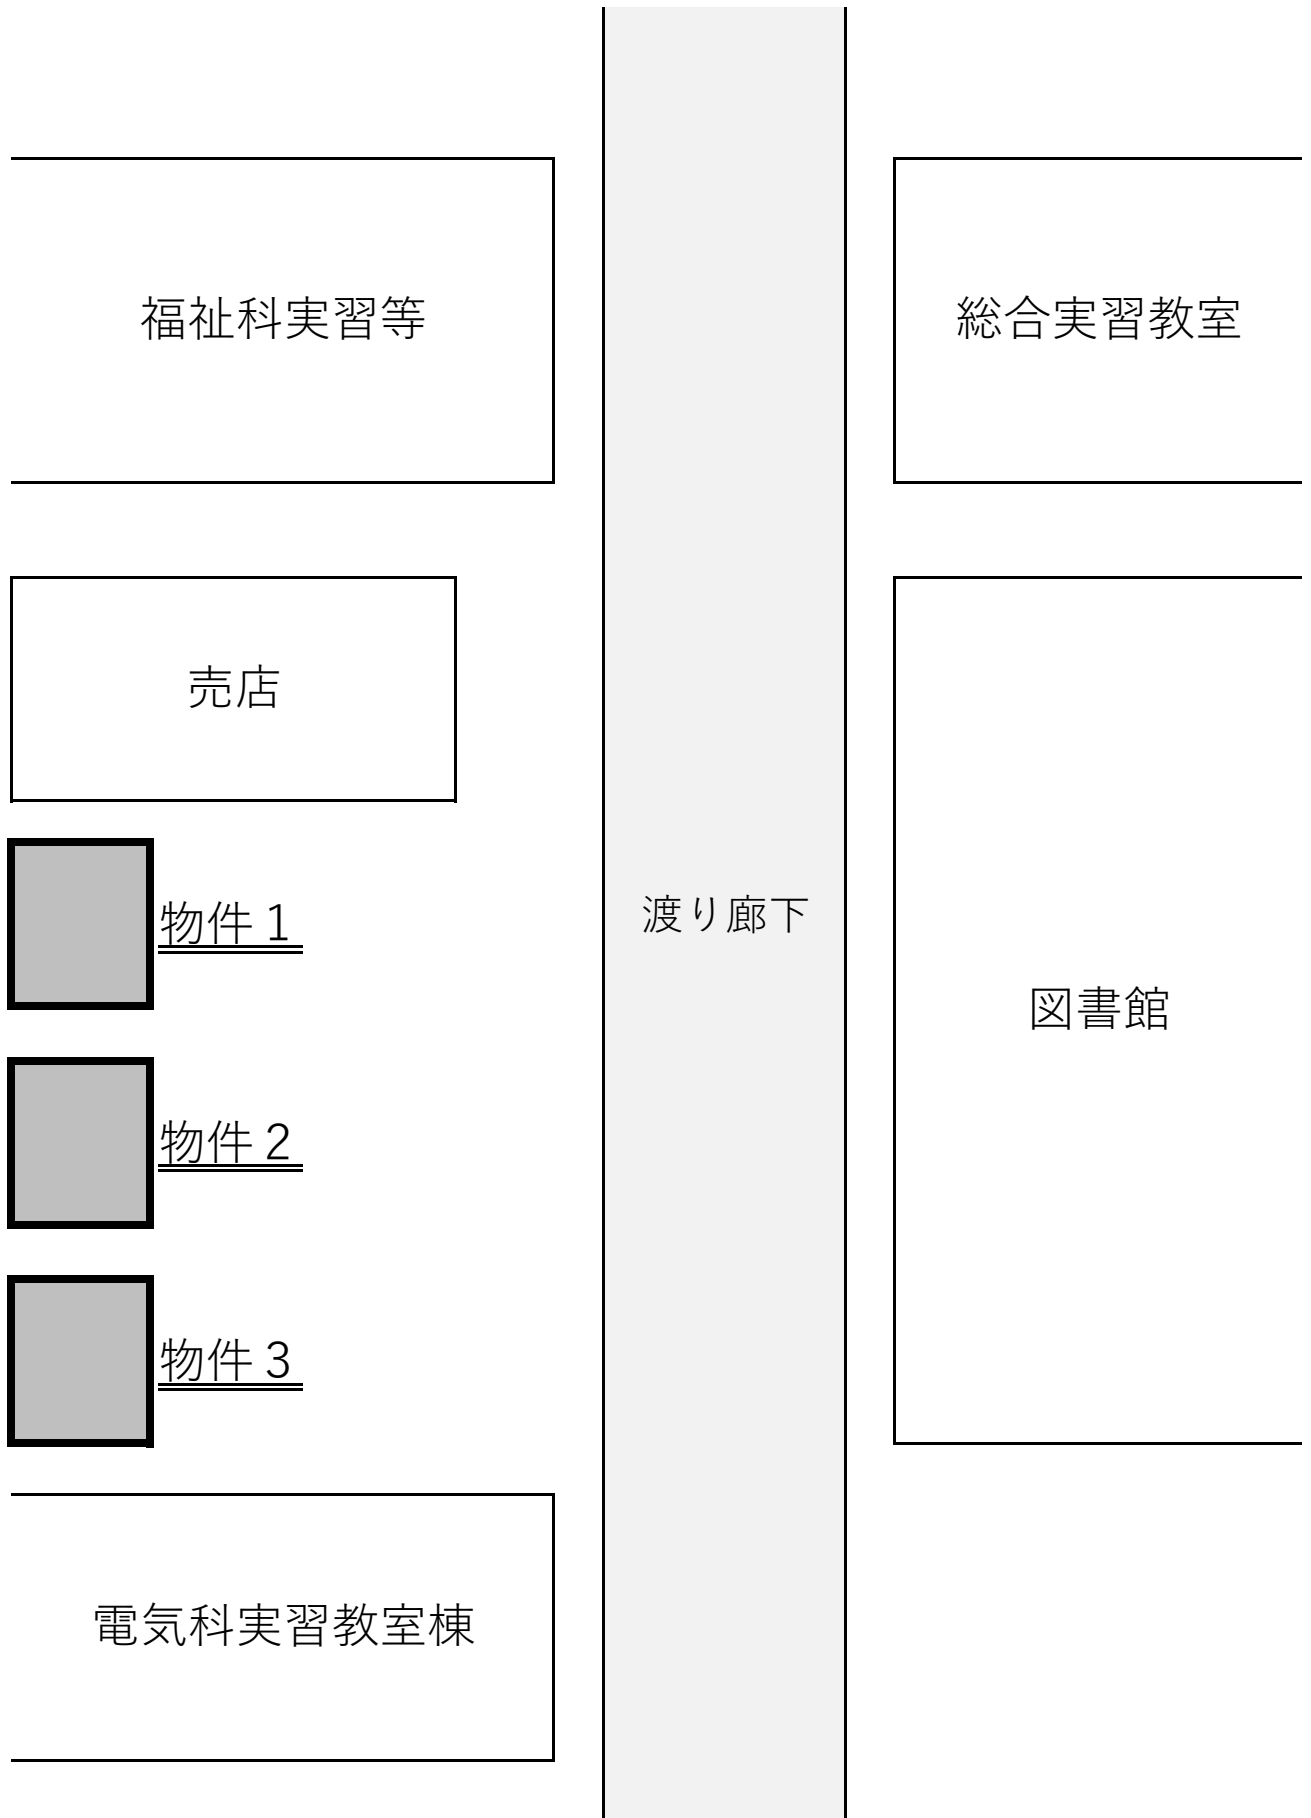 福祉科実習等
総合実習教室
売店
物件１
渡り廊下
図書館
物件２
物件３
電気科実習教室棟